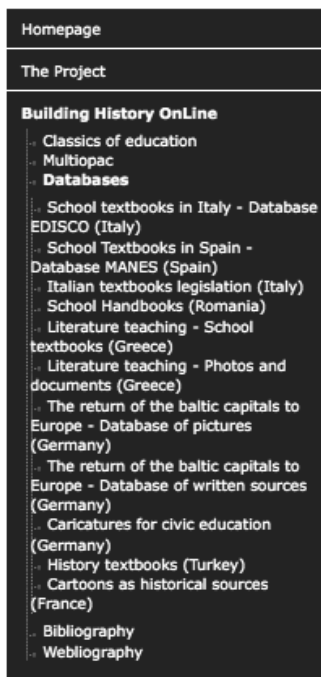 Homepage
The Project
Building History OnLine
Classics of education
Multiopac
Databases
School textbooks in Italy - Database
EDISCO (Italy)
School Textbooks in Spain -
Database MANES (Spain)
Italian textbooks legislation (Italy)
School Handbooks (Romania)
Literature teaching - School
textbooks (Greece)
Literature teaching - Photos and
documents (Greece)
The return of the baltic capitals to
Europe - Database of pictures
(Germany)
The return of the baltic capitals to
Europe - Database of written sources
(Germany)
Caricatures for civic education
(Germany)
History textbooks (Turkey)
Cartoons as historical sources
(France)
Bibliography
Webliography